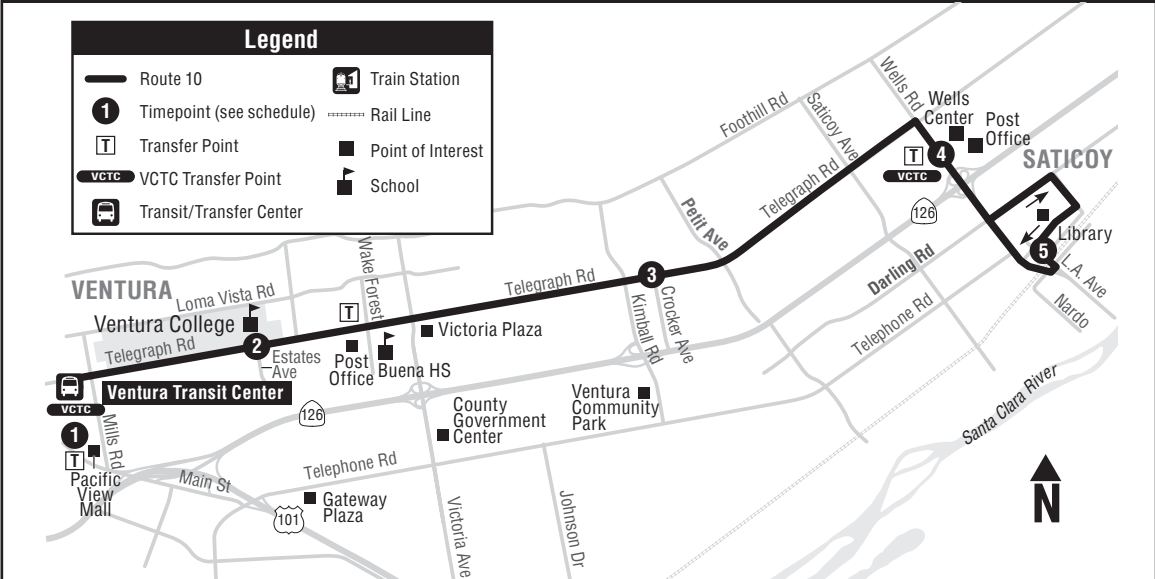 Legend
Route 10
1
Timepoint (see schedule)
T
Transfer Point
VCTC
VCTC Transfer Point
Transit/Transfer Center
Train Station
Rail Line
Point of Interest
School
Foothill Rd
Saticoy Ave
Wells Rd
Wells
Center
Post
Office
T
4
VCTC
SATICOY
126
Telegraph Rd
Petit Ave
Library
5
L.A. Ave
Nardo
Darling Rd
Telephone Rd
Santa Clara River
VENTURA
Loma Vista Rd
Ventura College
Telegraph Rd
2
Estates
Ave
Wake Forest
T
Post
Office
Buena HS
Victoria Plaza
Telegraph Rd
3
Kimball Rd
Crocker Ave
Ventura Transit Center
VCTC
1
T
Mills Rd
Pacific
View
Mall
126
Main St
101
Telephone Rd
Gateway
Plaza
County
Government
Center
Victoria Ave
Johnson Dr
Ventura
Community
Park
N